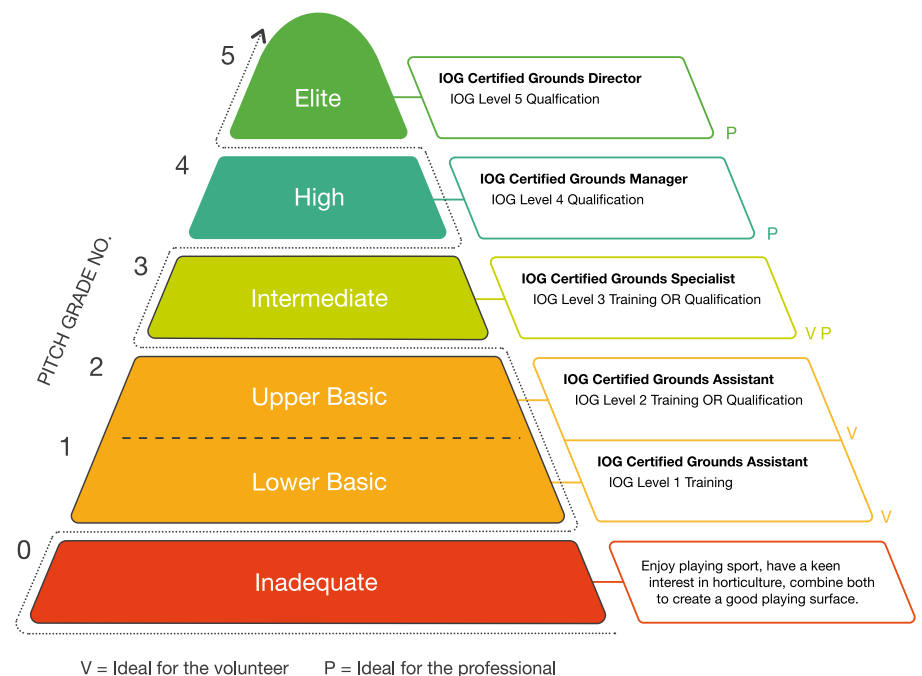 5
Elite
IOG Certified Grounds Director
IOG Level 5 Qualfication
P
4
High
IOG Certified Grounds Manager
IOG Level 4 Qualification
P
PITCH GRADE NO.
3
Intermediate
IOG Certified Grounds Specialist
IOG Level 3 Training OR Qualification
V P
2
Upper Basic
IOG Certified Grounds Assistant
IOG Level 2 Training OR Qualification
V
1
Lower Basic
IOG Certified Grounds Assistant
IOG Level 1 Training
V
0
Inadequate
Enjoy playing sport, have a keen
interest in horticulture, combine both
to create a good playing surface.
V = Ideal for the volunteer P = Ideal for the professional